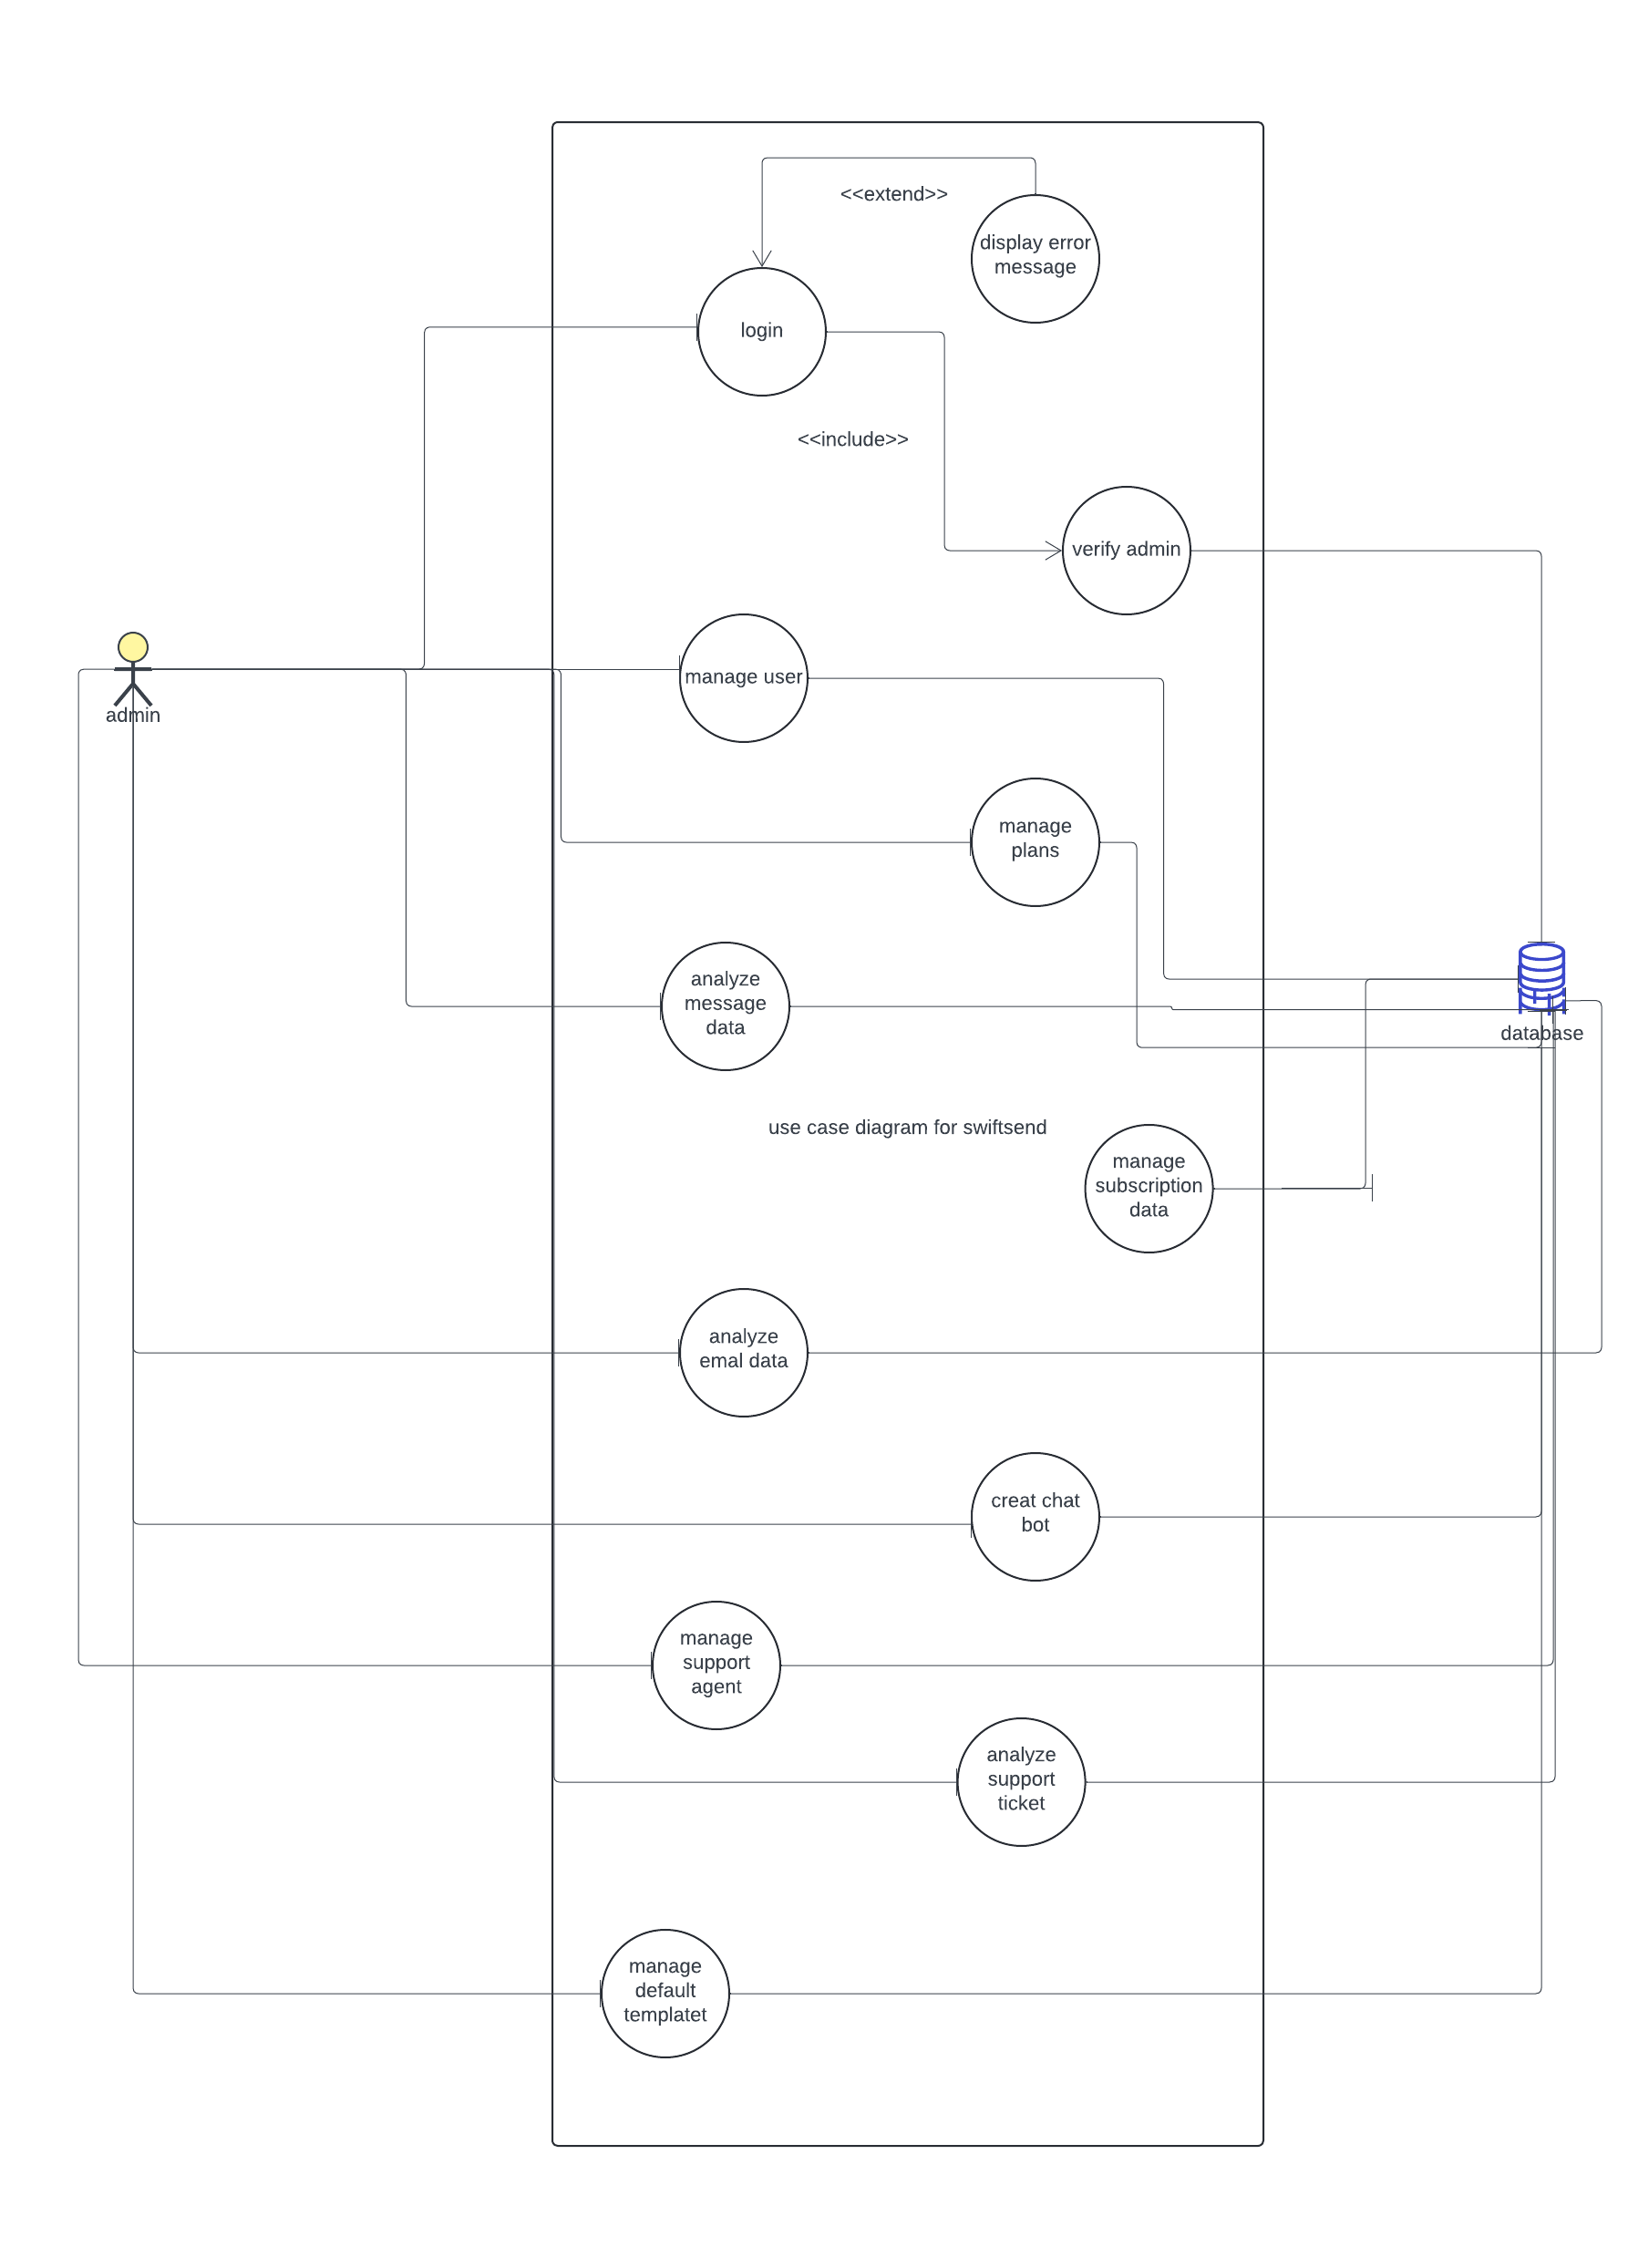 <<extend>>
display error
message
login
<<include>>
verify admin
manage user
admin
manage
plans
analyze
message
data
database
use case diagram for swiftsend
manage
subscription
data
analyze
emal data
creat chat
bot
manage
support
agent
analyze
support
ticket
manage
default
templatet